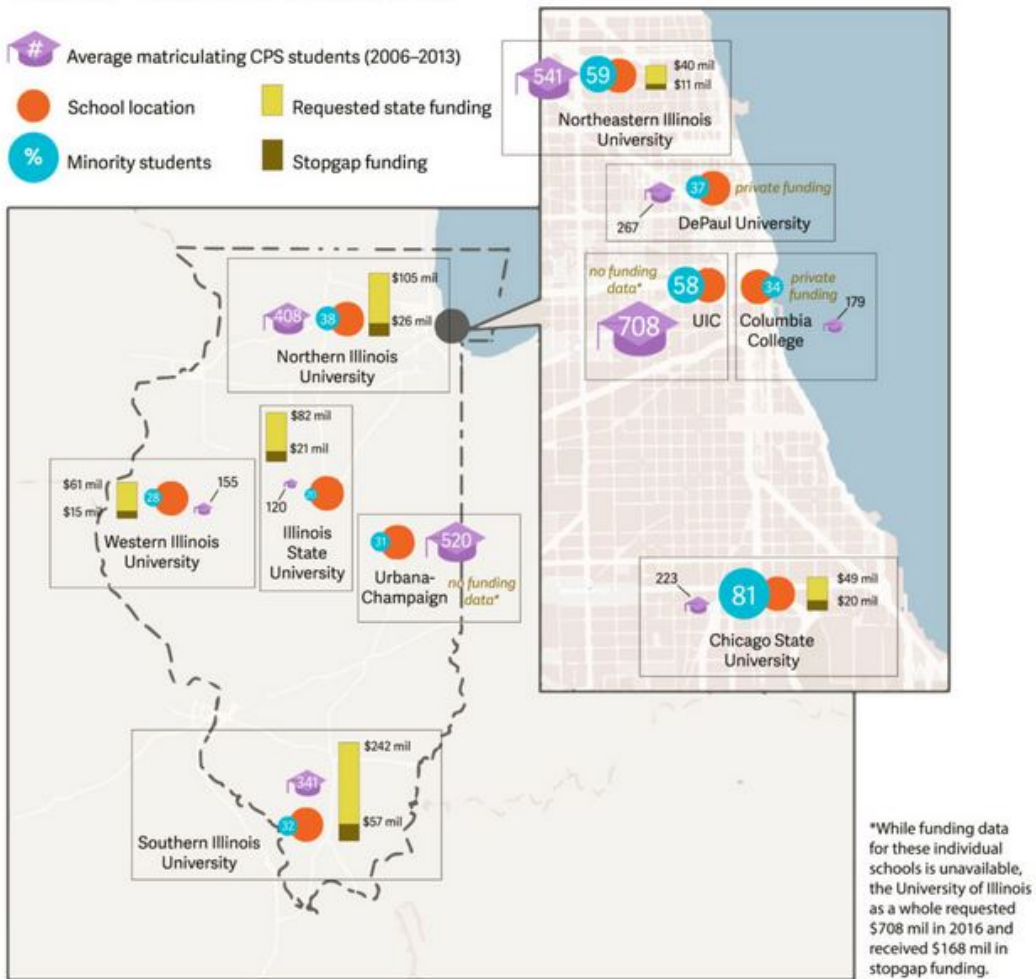 #
Average matriculating CPS students (2006–2013)
School location
Requested state funding
%
Minority students
Stopgap funding
541
59
$40 mil
$11 mil
Northeastern Illinois
University
37
private funding
267
DePaul University
no funding
data*
58
708
UIC
34
private
funding
179
Columbia
College
223
81
$49 mil
$20 mil
Chicago State
University
408
38
$105 mil
$26 mil
Northern Illinois
University
$61 mil
$15 mil
28
155
Western Illinois
University
$82 mil
$21 mil
120
20
Illinois
State
University
31
520
Urbana-
Champaign
no funding
data*
341
32
$242 mil
$57 mil
Southern Illinois
University
*While funding data
for these individual
schools is unavailable,
the University of Illinois
as a whole requested
$708 mil in 2016 and
received $168 mil in
stopgap funding.